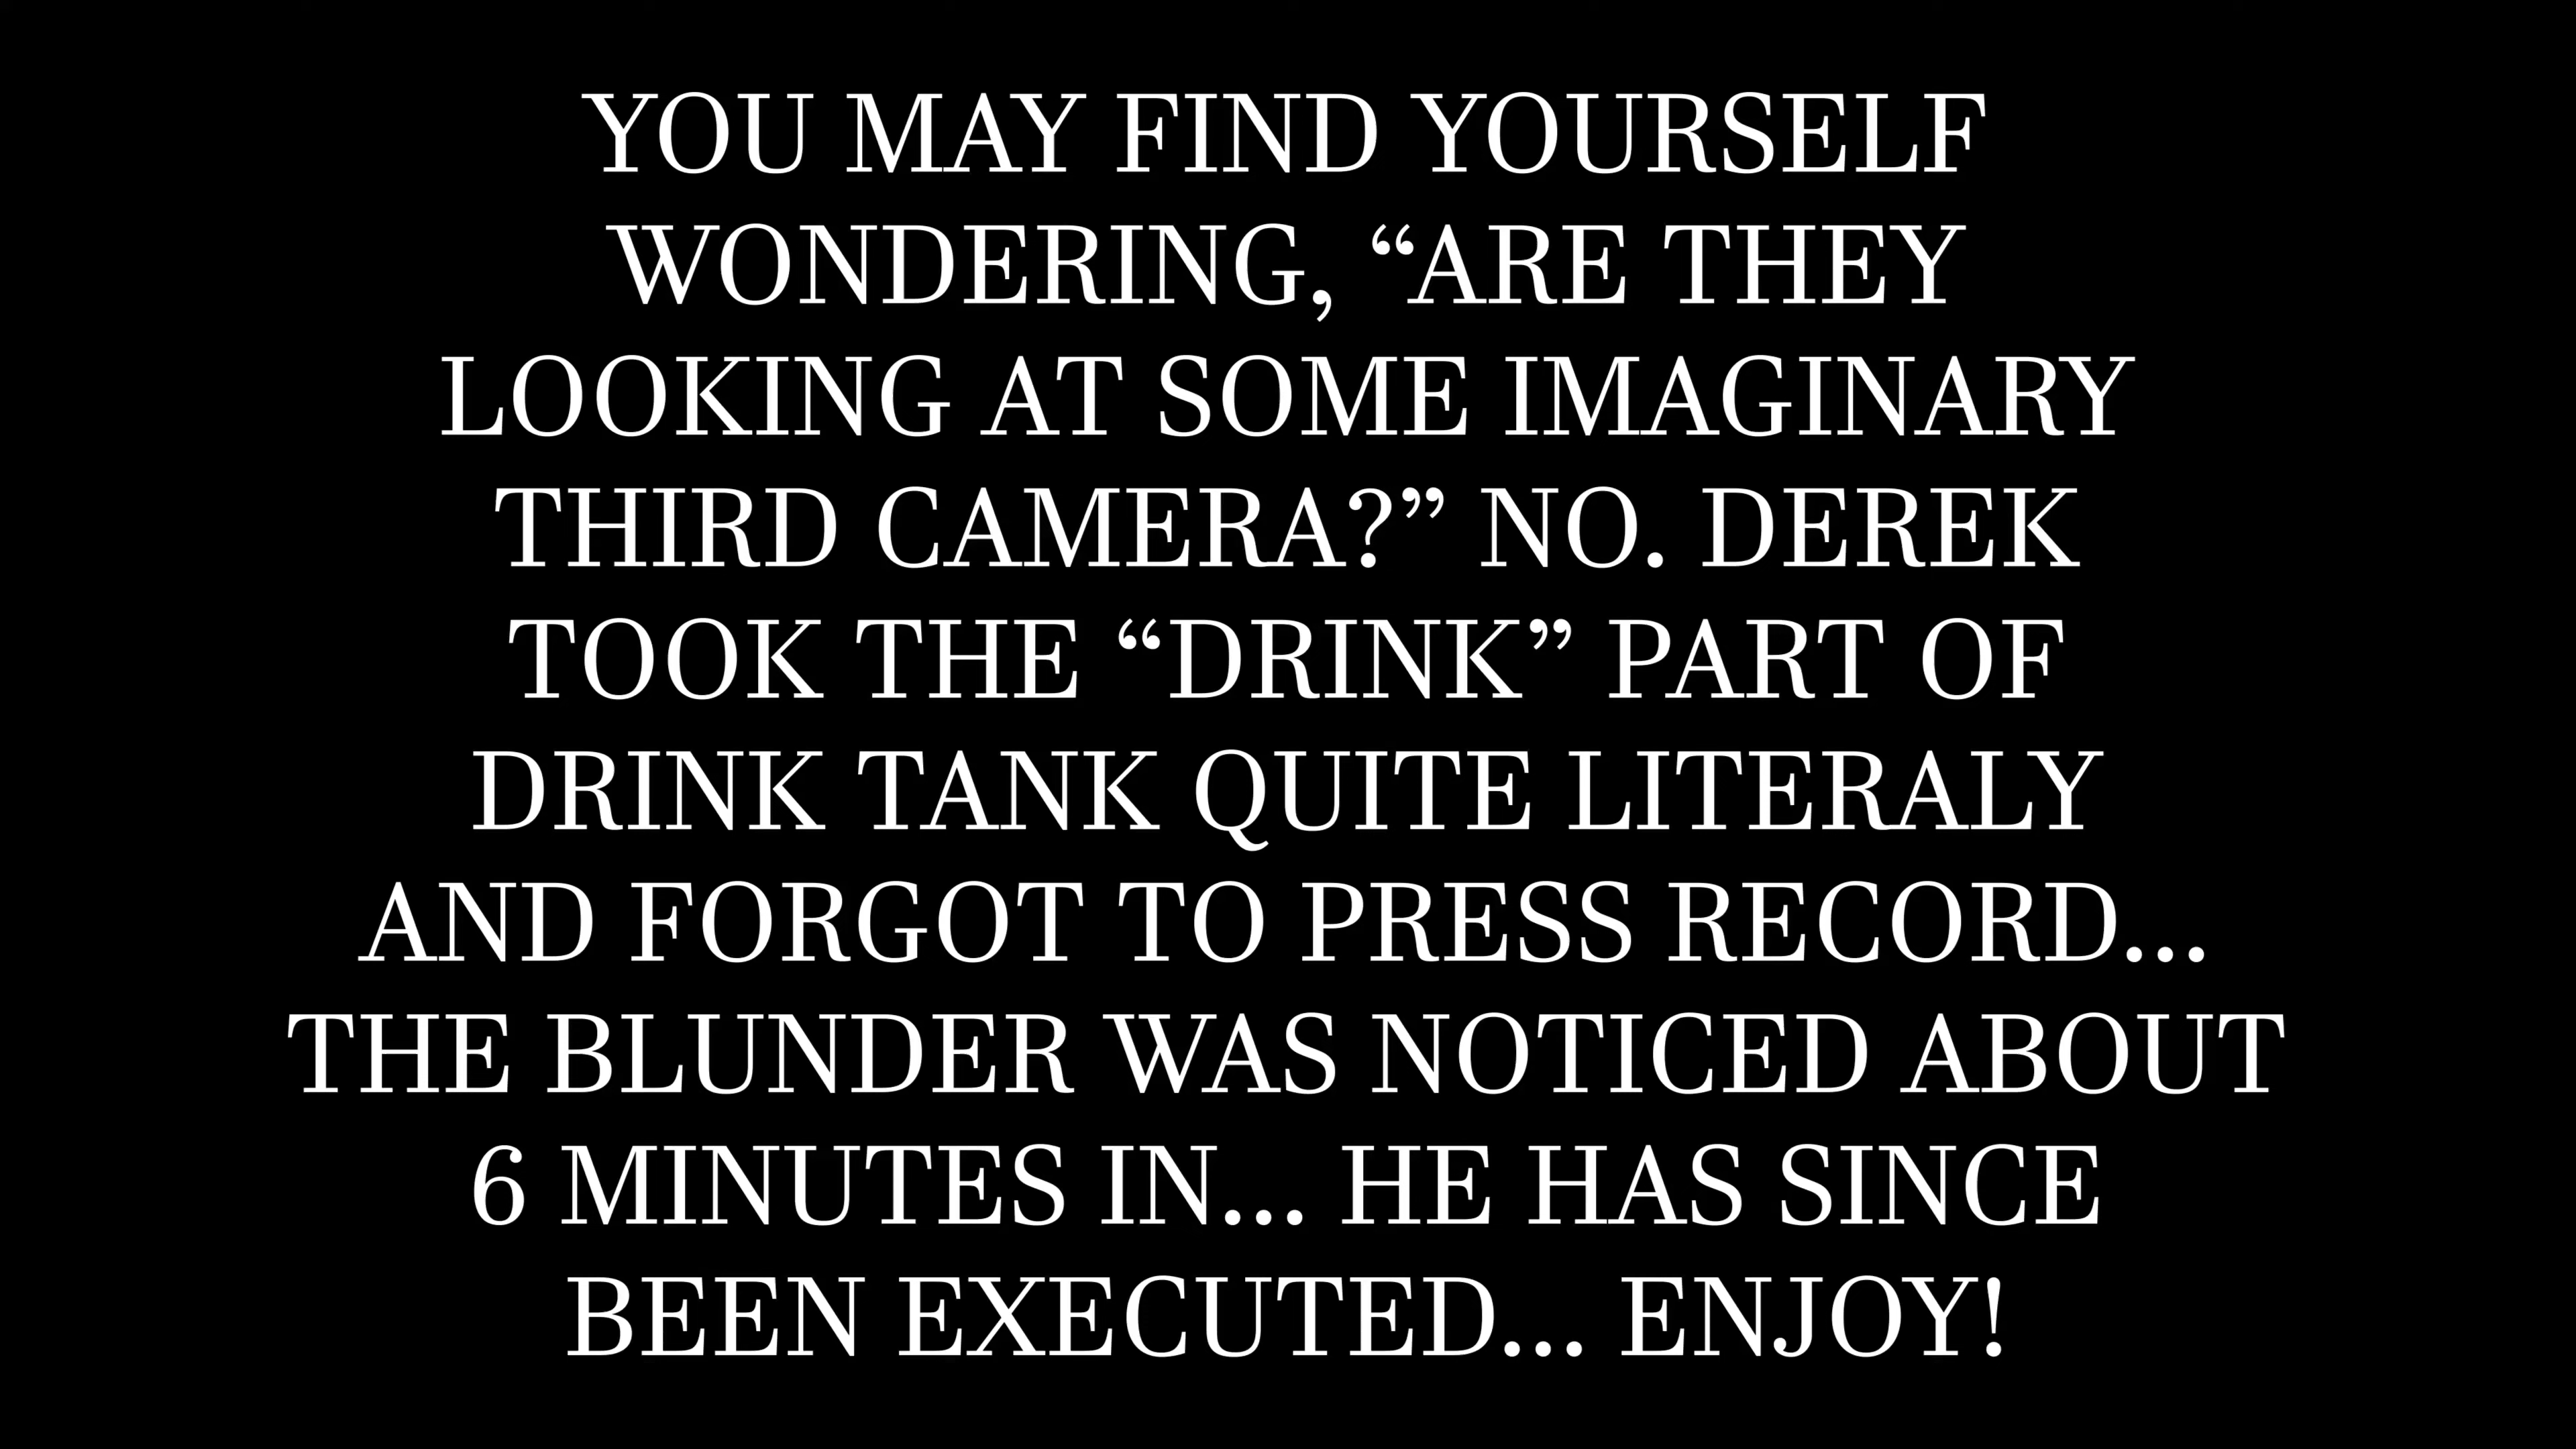 YOU MAY FIND YOURSELF
WONDERING, “ARE THEY
LOOKING AT SOME IMAGINARY
THIRD CAMERA?” NO. DEREK
TOOK THE “DRINK” PART OF
DRINK TANK QUITE LITERALY
AND FORGOT TO PRESS RECORD...
THE BLUNDER WAS NOTICED ABOUT
6 MINUTES IN... HE HAS SINCE
BEEN EXECUTED... ENJOY!